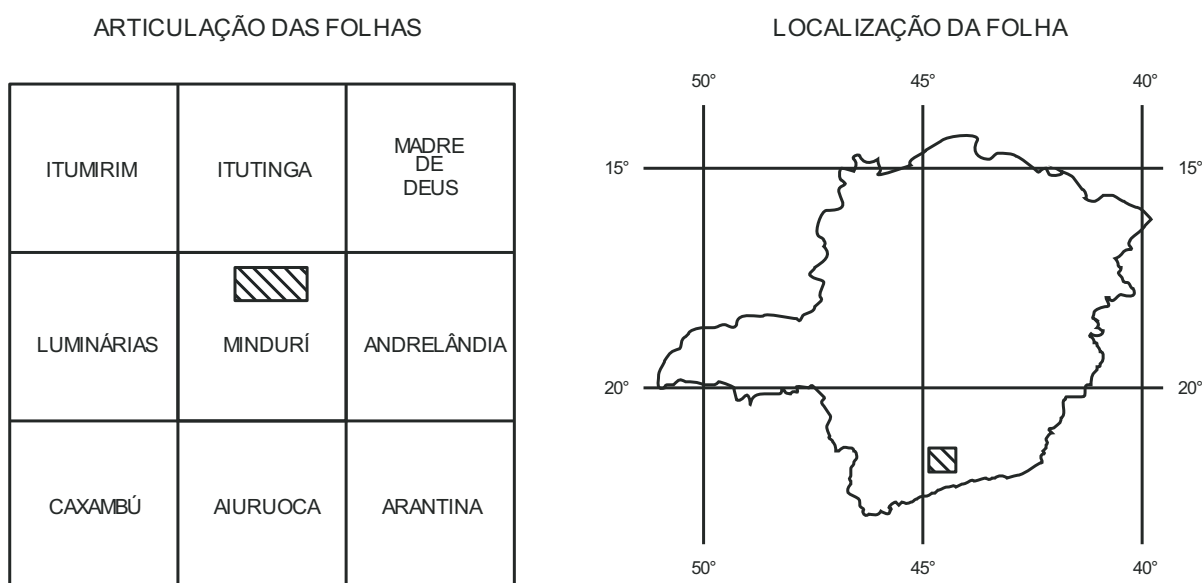 ARTICULAÇÃO DAS FOLHAS
ITUMIRIM
ITUTINGA
MADRE
DE
DEUS
LUMINÁRIAS
MINDURÍ
ANDRELÂNDIA
CAXAMBÚ
AIURUOCA
ARANTINA
LOCALIZAÇÃO DA FOLHA
50° 45° 40°
15° 15°
20° 20°
50° 45° 40°